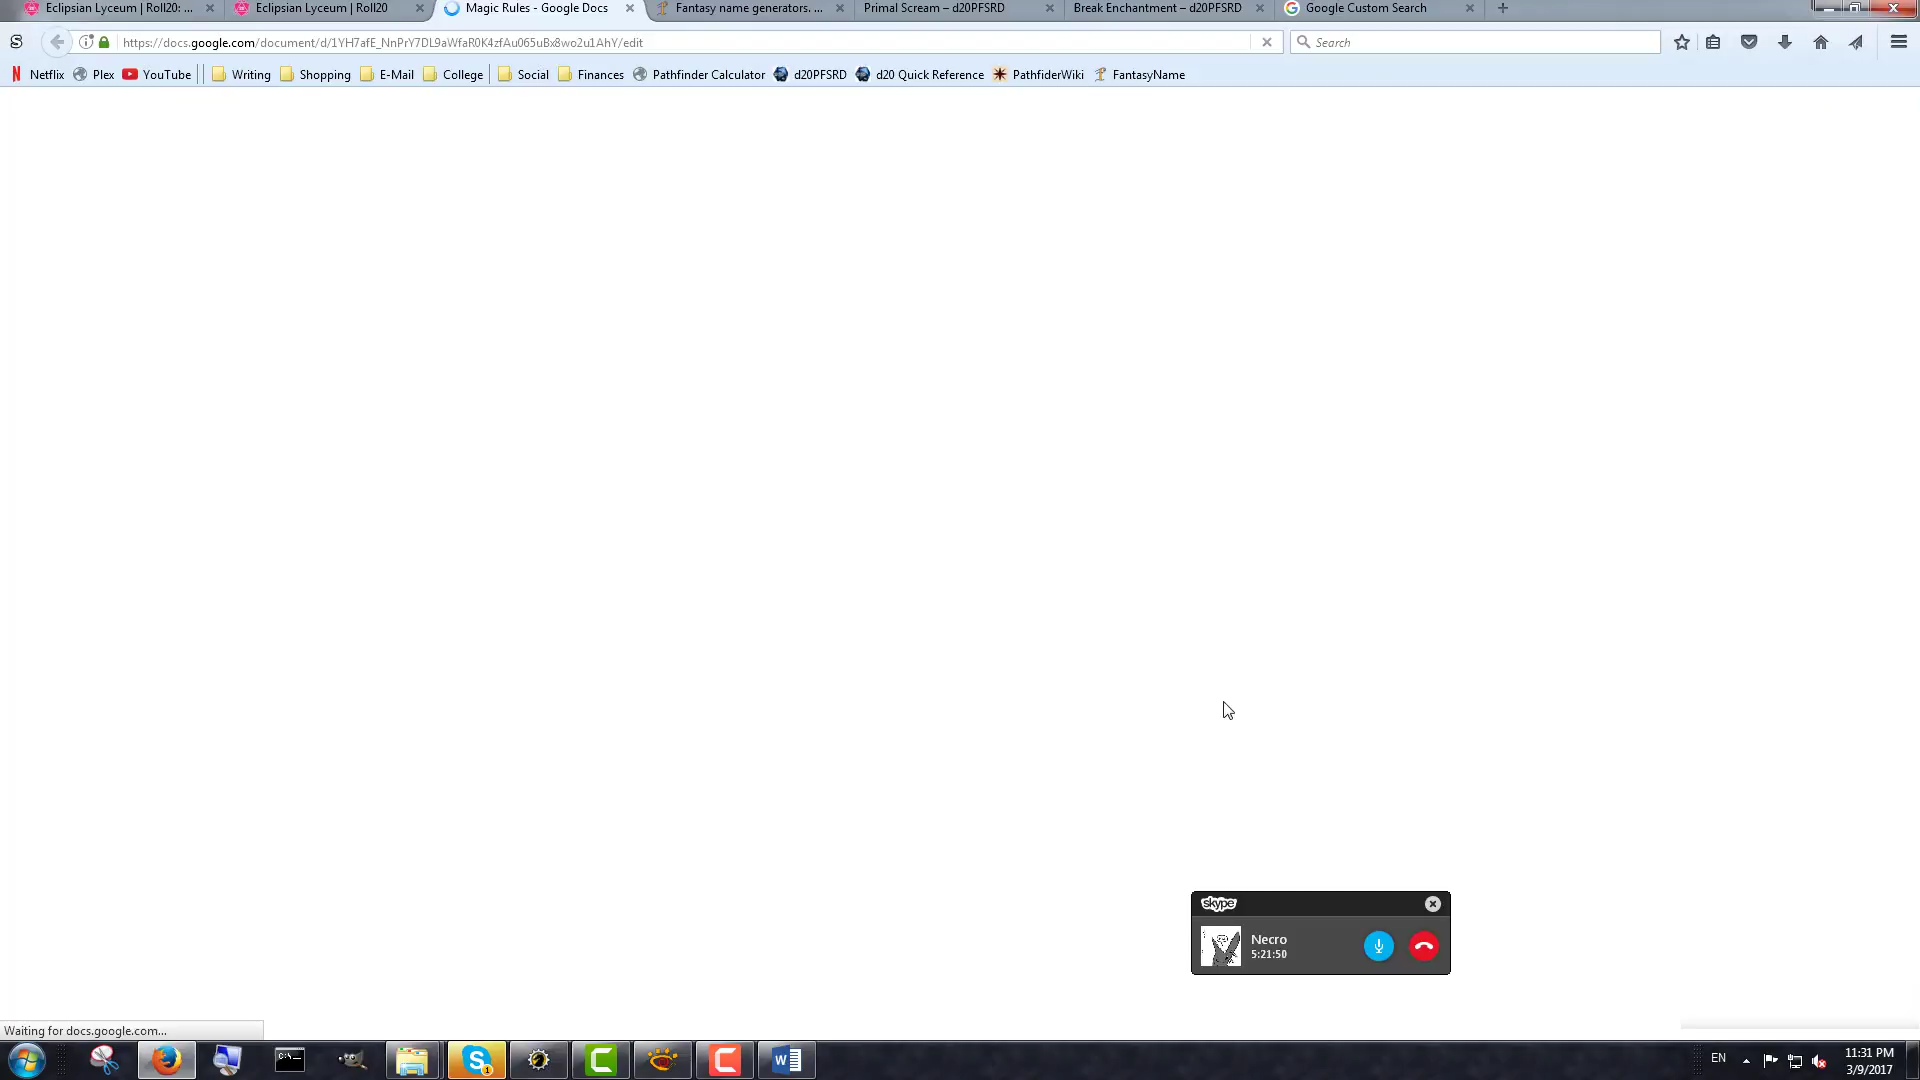 Eclipsian Lyceum | Roll20: ...
Eclipsian Lyceum | Roll20
Magic Rules - Google Docs
Fantasy name generators. ...
Primal Scream – d20PFSRD
Break Enchantment – d20PFSRD
Google Custom Search
https://docs.google.com/document/d/1YH7afE_NnPrY7DL9aWfaR0K4zfAu065uBx8wo2u1AhY/edit
Search
Netflix
Plex
YouTube
Writing
Shopping
E-Mail
College
Social
Finances
Pathfinder Calculator
d20PFSRD
d20 Quick Reference
PathfiderWiki
FantasyName
skype
Necro
5:21:50
Waiting for docs.google.com...
EN
11:31 PM
3/9/2017